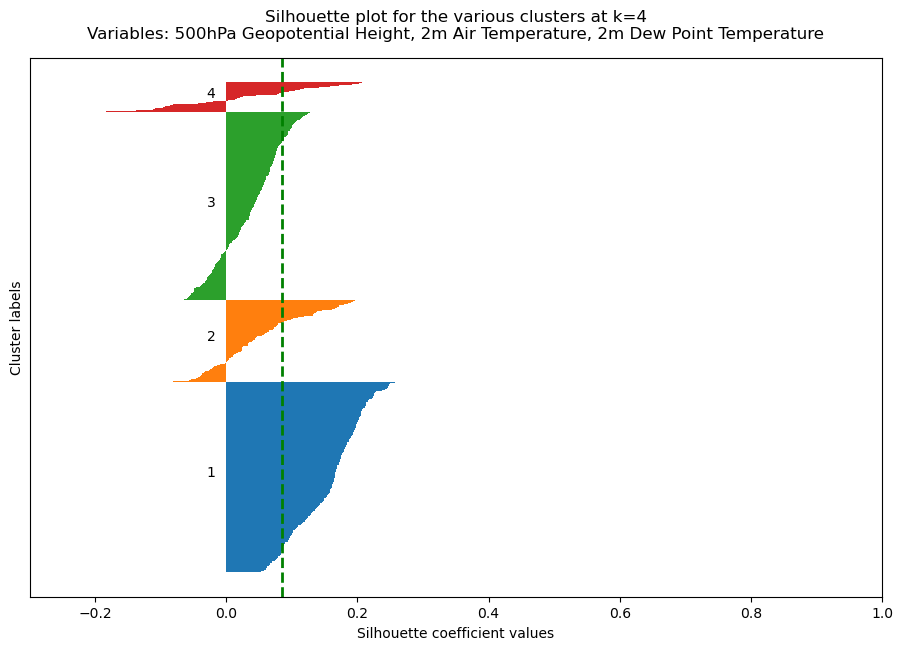 Silhouette plot for the various clusters at k=4
Variables: 500hPa Geopotential Height, 2m Air Temperature, 2m Dew Point Temperature
4
3
2
1
Cluster labels
−0.2 0.0 0.2 0.4 0.6 0.8 1.0
Silhouette coefficient values